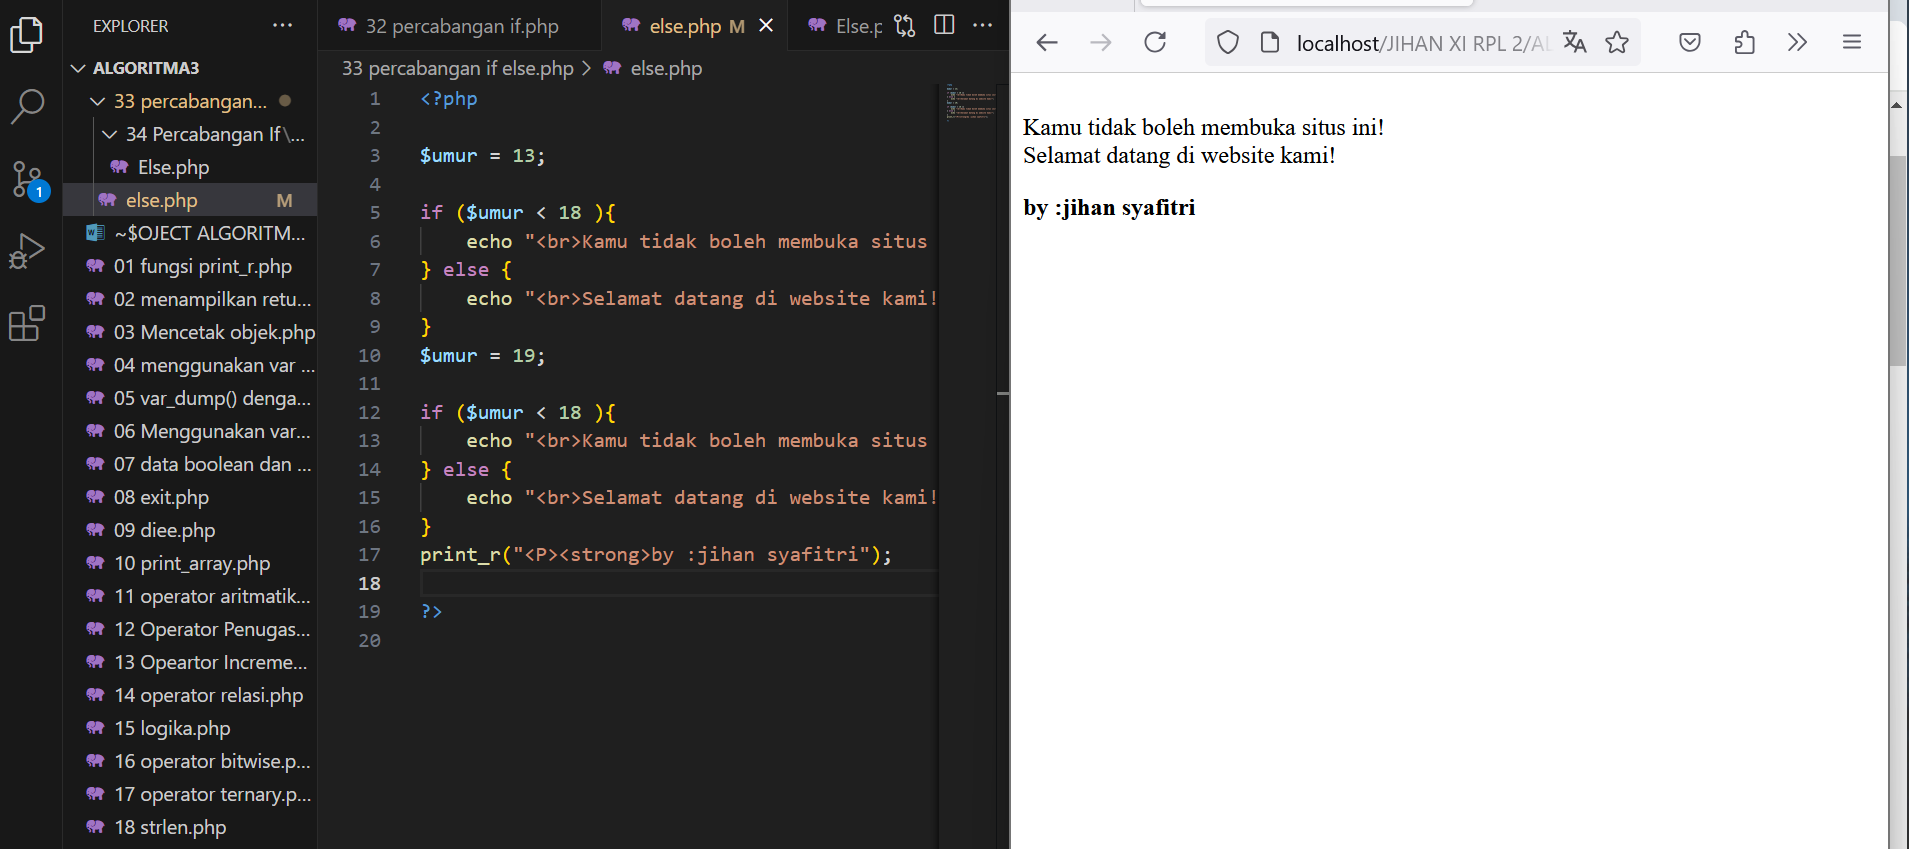 EXPLORER
ALGORITMA3
33 percabangan...
34 Percabangan If \...
Else.php
else.php M
~$OJECT ALGORITM...
01 fungsi print_r.php
02 menampilkan retu...
03 Mencetak objek.php
04 menggunakan var ...
05 var_dump() denga...
06 Menggunakan var...
07 data boolean dan ...
08 exit.php
09 diee.php
10 print_array.php
11 operator aritmatik...
12 Operator Penugas...
13 Opeartor Increme...
14 operator relasi.php
15 logika.php
16 operator bitwise.p...
17 operator ternary.p...
18 strlen.php
1
32 percabangan if.php else.php M Else.p
33 percabangan if else.php > else.php
1 <?php
2
3 $umur = 13;
4
5 if ($umur < 18 ){
6 echo "<br>Kamu tidak boleh membuka situs
7 } else {
8 echo "<br>Selamat datang di website kami!
9 }
10 $umur = 19;
11
12 if ($umur < 18 ){
13 echo "<br>Kamu tidak boleh membuka situs
14 } else {
15 echo "<br>Selamat datang di website kami!
16 }
17 print_r("<P><strong>by :jihan syafitri");
18
19 ?>
20
localhost/JIHAN XI RPL 2/AL
Kamu tidak boleh membuka situs ini!
Selamat datang di website kami!
by :jihan syafitri